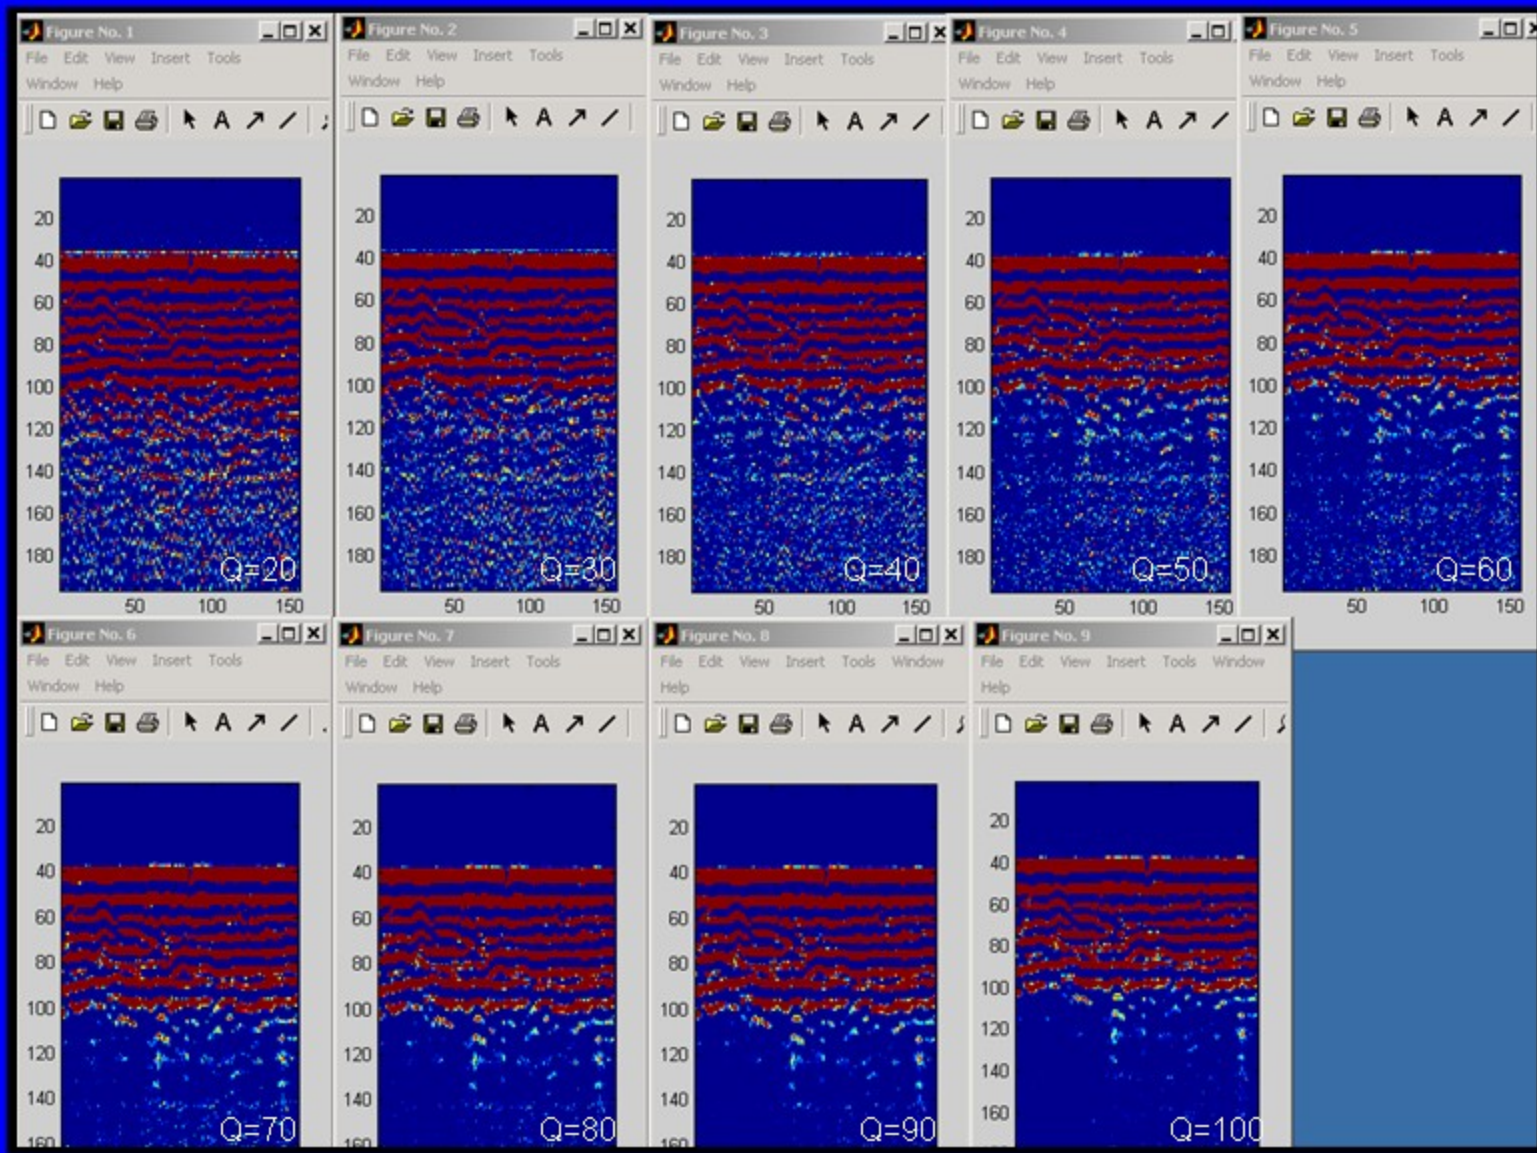 Figure No. 1
File Edit View Insert Tools
Window Help
A
20
40
60
80
100
120
140
160
180
Q=20
50 100 150
Figure No. 2
File Edit View Insert Tools
Window Help
A
20
40
60
80
100
120
140
160
180
Q=30
50 100 150
Figure No. 3
File Edit View Insert Tools
Window Help
A
20
40
60
80
100
120
140
160
180
Q=40
50 100 150
Figure No. 4
File Edit View Insert Tools
Window Help
A
20
40
60
80
100
120
140
160
180
Q=50
50 100 150
Figure No. 5
File Edit View Insert Tools
Window Help
A
20
40
60
80
100
120
140
160
180
Q=60
50 100 150
Figure No. 6
File Edit View Insert Tools
Window Help
A
20
40
60
80
100
120
140
160
Q=70
Figure No. 7
File Edit View Insert Tools
Window Help
A
20
40
60
80
100
120
140
160
Q=80
Figure No. 8
File Edit View Insert Tools Window
Help
A
20
40
60
80
100
120
140
160
Q=90
Figure No. 9
File Edit View Insert Tools Window
Help
A
20
40
60
80
100
120
140
160
Q=100